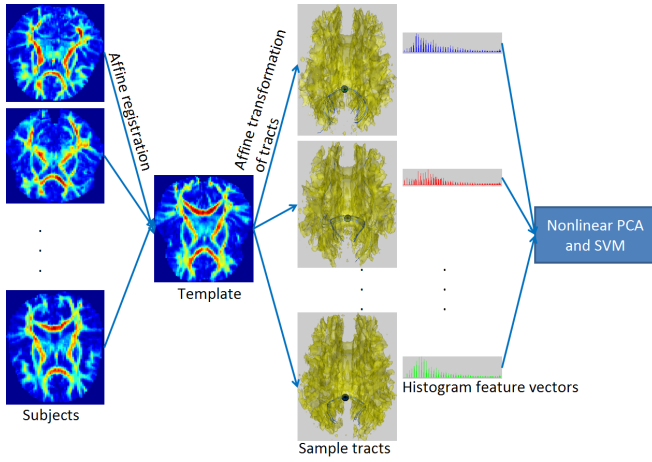 Affine registration
Affine transformation
of tracts
Nonlinear PCA
and SVM
Template
Histogram feature vectors
Subjects
Sample tracts